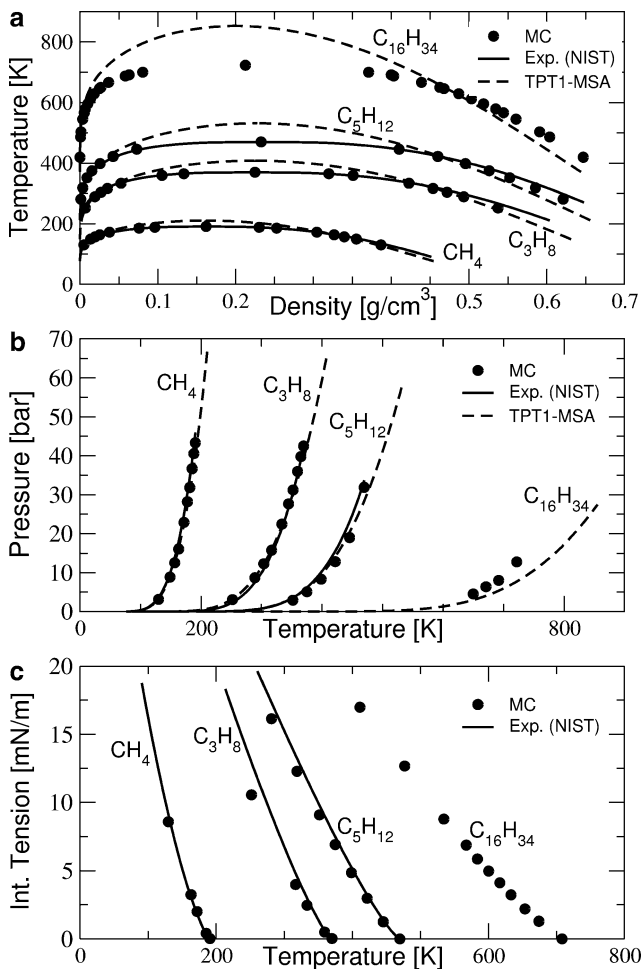 a
Temperature [K]
800
600
400
200
0
0
0.1
0.2
0.3
0.4
0.5
0.6
0.7
Density [g/cm3]
C16H34
C5H12
C3H8
CH4
MC
Exp. (NIST)
TPT1-MSA
b
Pressure [bar]
70
60
50
40
30
20
10
0
0
200
800
Temperature [K]
CH4
C3H8
C5H12
C16H34
MC
Exp. (NIST)
TPT1-MSA
c
Int. Tension [mN/m]
20
15
10
5
0
0
200
400
600
800
Temperature [K]
CH4
C3H8
C5H12
C16H34
MC
Exp. (NIST)